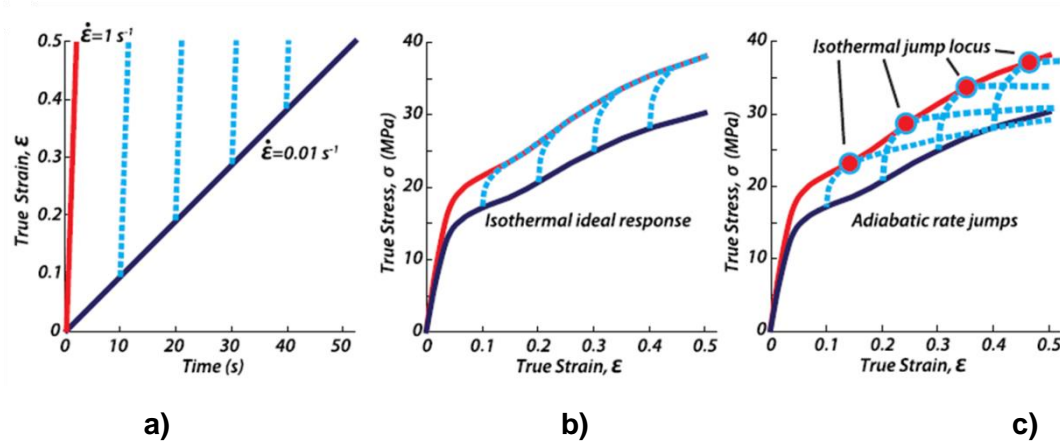 True Strain, ε
0.5
0.4
0.3
0.2
0.1
0
ε̇=1 s⁻¹
ε̇=0.01 s⁻¹
0 10 20 30 40 50
Time (s)
a)
True Stress, σ (MPa)
40
30
20
10
0
Isothermal ideal response
0 0.1 0.2 0.3 0.4 0.5
True Strain, ε
b)
True Stress, σ (MPa)
40
30
20
10
0
Isothermal jump locus
Adiabatic rate jumps
0 0.1 0.2 0.3 0.4 0.5
True Strain, ε
c)